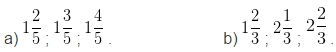 a) 1 2/5 ; 1 3/5 ; 1 4/5 . b) 1 2/3 ; 2 1/3 ; 2 2/3 .